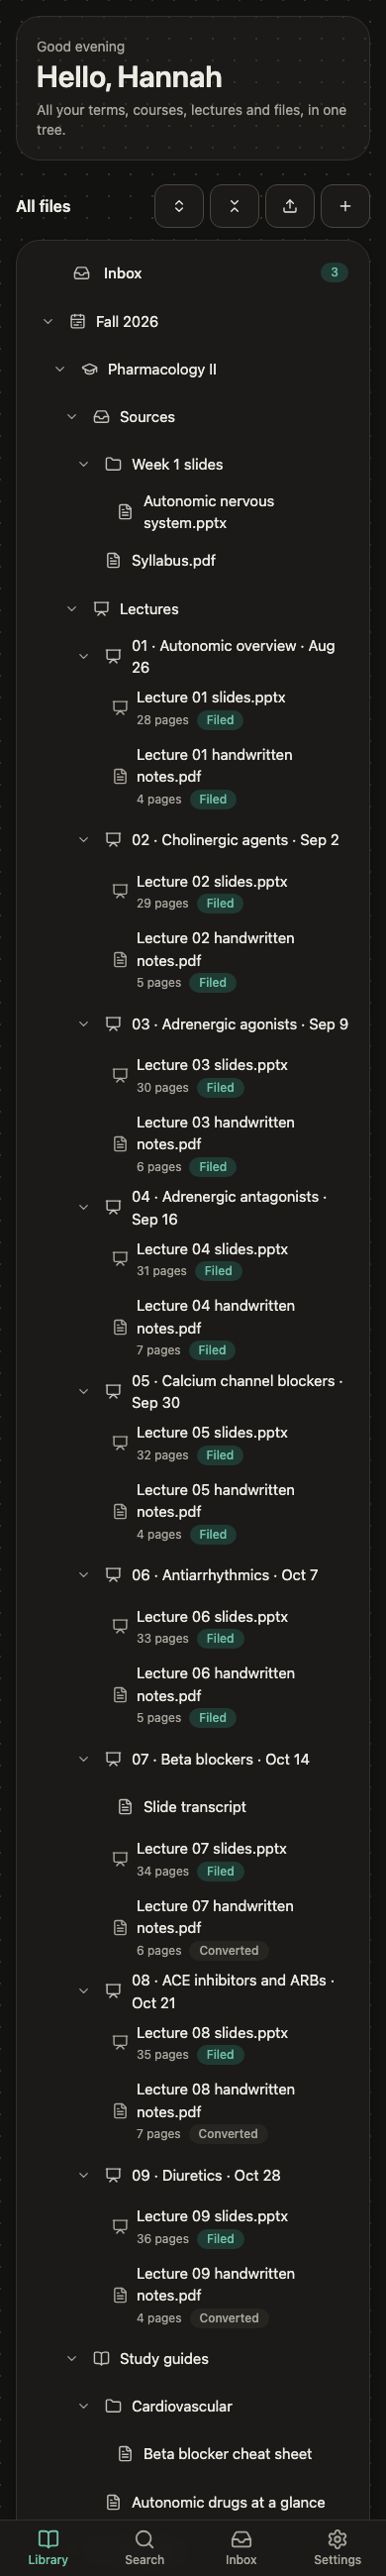 Good evening
Hello, Hannah
All your terms, courses, lectures and files, in one
tree.
All files
Inbox
3
Fall 2026
Pharmacology II
Sources
Week 1 slides
Autonomic nervous
system.pptx
Syllabus.pdf
Lectures
01 · Autonomic overview · Aug
26
Lecture 01 slides.pptx
28 pages Filed
Lecture 01 handwritten
notes.pdf
4 pages Filed
02 · Cholinergic agents · Sep 2
Lecture 02 slides.pptx
29 pages Filed
Lecture 02 handwritten
notes.pdf
5 pages Filed
03 · Adrenergic agonists · Sep 9
Lecture 03 slides.pptx
30 pages Filed
Lecture 03 handwritten
notes.pdf
6 pages Filed
04 · Adrenergic antagonists ·
Sep 16
Lecture 04 slides.pptx
31 pages Filed
Lecture 04 handwritten
notes.pdf
7 pages Filed
05 · Calcium channel blockers ·
Sep 30
Lecture 05 slides.pptx
32 pages Filed
Lecture 05 handwritten
notes.pdf
4 pages Filed
06 · Antiarrhythmics · Oct 7
Lecture 06 slides.pptx
33 pages Filed
Lecture 06 handwritten
notes.pdf
5 pages Filed
07 · Beta blockers · Oct 14
Slide transcript
Lecture 07 slides.pptx
34 pages Filed
Lecture 07 handwritten
notes.pdf
6 pages Converted
08 · ACE inhibitors and ARBs ·
Oct 21
Lecture 08 slides.pptx
35 pages Filed
Lecture 08 handwritten
notes.pdf
7 pages Converted
09 · Diuretics · Oct 28
Lecture 09 slides.pptx
36 pages Filed
Lecture 09 handwritten
notes.pdf
4 pages Converted
Study guides
Cardiovascular
Beta blocker cheat sheet
Autonomic drugs at a glance
Library
Search
Inbox
Settings